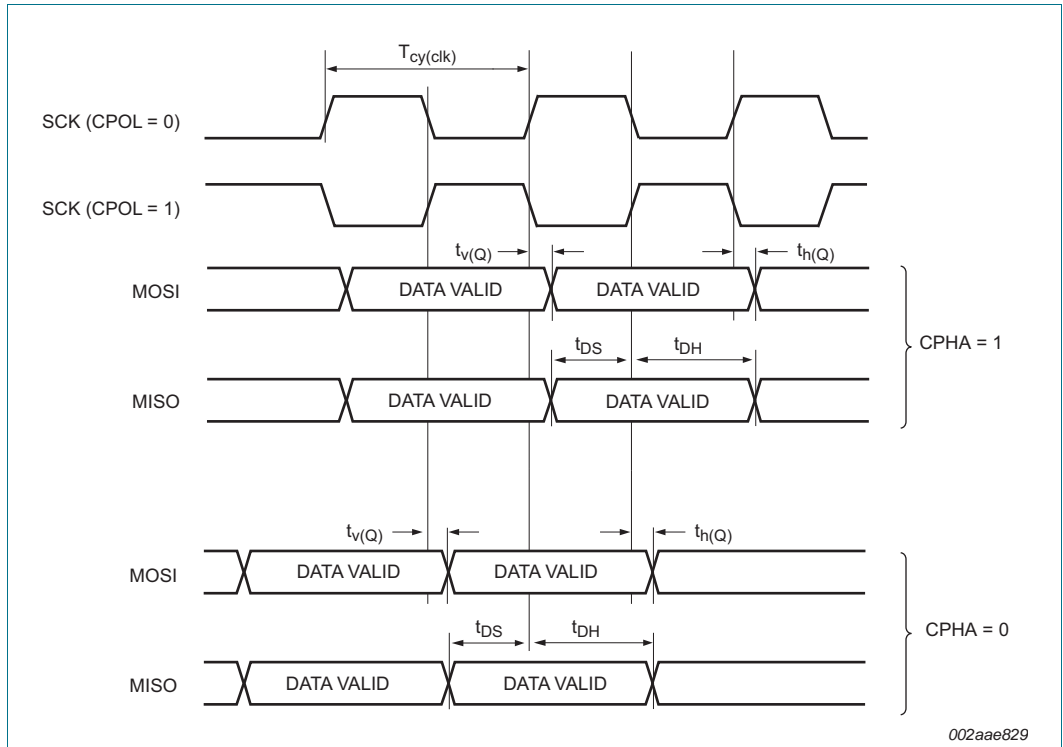 Tcy(clk)
SCK (CPOL = 0)
SCK (CPOL = 1)
tv(Q)
th(Q)
MOSI
DATA VALID
DATA VALID
CPHA = 1
tDS
tDH
MISO
DATA VALID
DATA VALID
tv(Q)
th(Q)
MOSI
DATA VALID
DATA VALID
CPHA = 0
tDS
tDH
MISO
DATA VALID
DATA VALID
002aae829